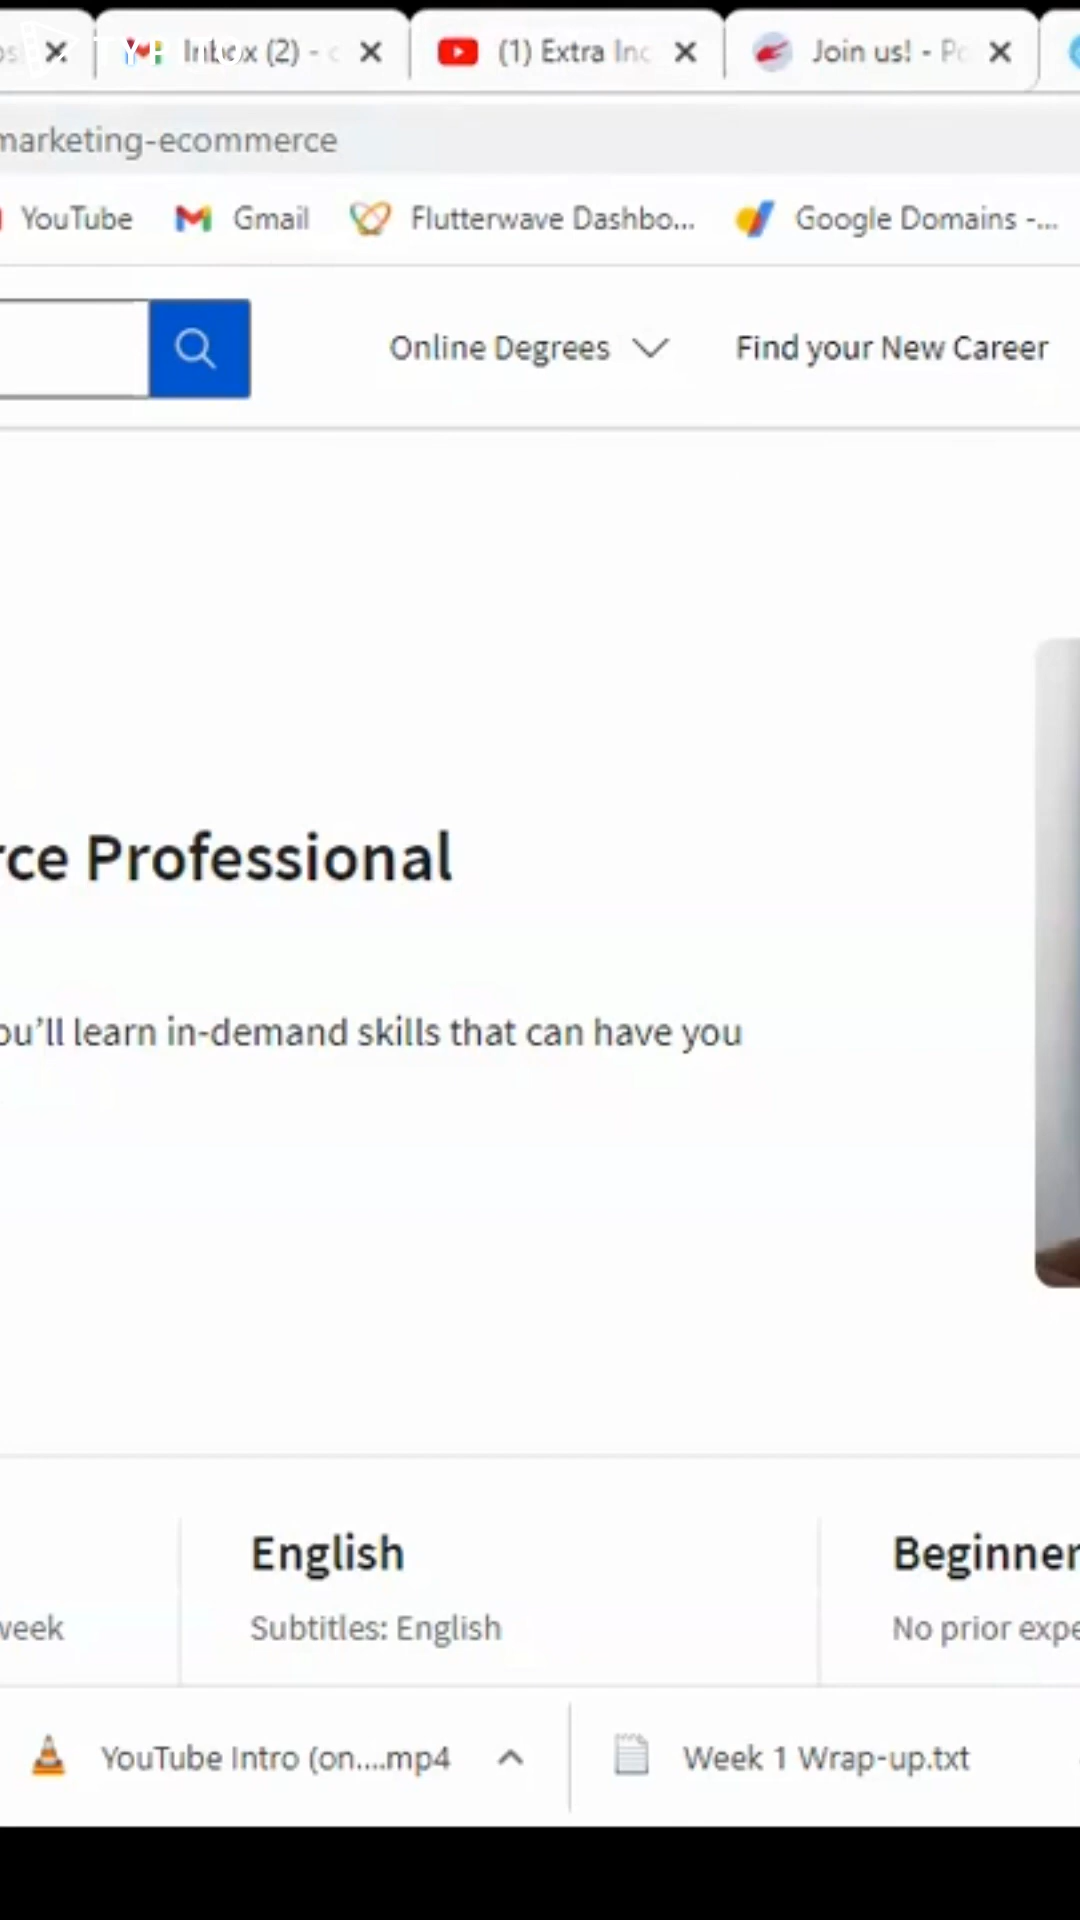 Inbox (2) -
(1) Extra Inc
Join us! - Po
marketing-ecommerce
YouTube Gmail Flutterwave Dashbo... Google Domains -...
Online Degrees Find your New Career
rce Professional
ou'll learn in-demand skills that can have you
English Beginner
week Subtitles: English No prior expe
YouTube Intro (on....mp4 Week 1 Wrap-up.txt